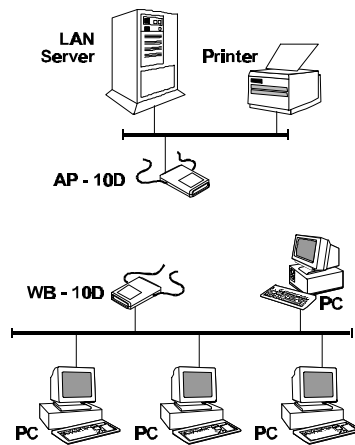 LAN
Server
Printer
AP - 10D
WB - 10D
PC
PC
PC
PC